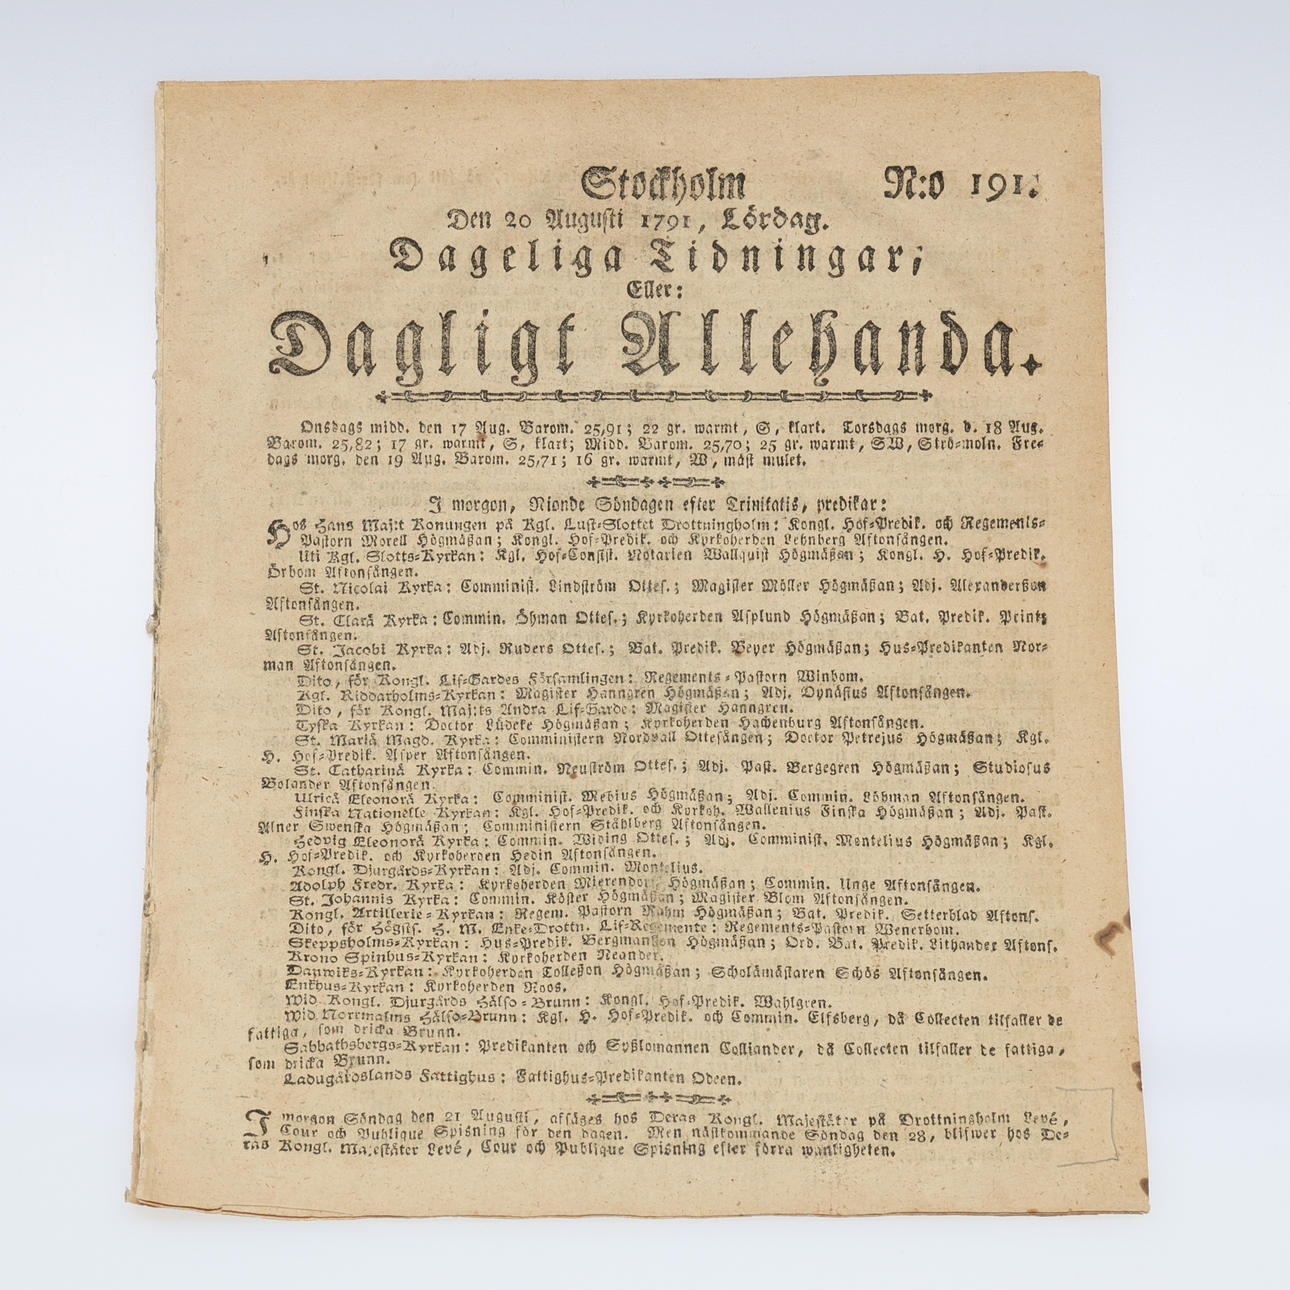 Stockholm N:o 191.
Den 20 Augusti 1791, Lördag.
Dageliga Tidningar;
Eller:
Dagligt Allehanda.
Onsdags midd. den 17 Aug. Barom. 25,91; 22 gr. warmt, S, klart. Torsdags morg. d. 18 Aug.
Barom. 25,82; 17 gr. warmt, S, klart; Midd. Barom. 25,70; 25 gr. warmt, SW, Strö-moln. Fre-
dags morg. den 19 Aug. Barom. 25,71; 16 gr. warmt, W, mäst mulet.
I morgon, Nionde Söndagen efter Trinitatis, predikar:
Hos Hans Maj:t Konungen på Kgl. Lust-Slottet Drottningholm: Kongl. Hof-Predik. och Regements-
Pastorn Morell Högmäßan; Kongl. Hof-Predik. och Kyrkoherden Lehnberg Aftonsången.
Uti Kgl. Slotts-Kyrkan: Kgl. Hof-Consist. Notarien Wallquist Högmäßan; Kongl. H. Hof-Predik.
Örbom Aftonsången.
St. Nicolai Kyrka: Comminist. Lindström Ottes.; Magister Möller Högmäßan; Adj. Alexanderßon
Aftonsången.
St. Clarä Kyrka: Commin. Öhman Ottes.; Kyrkoherden Asplund Högmäßan; Bat. Predik. Peintz
Aftonsången.
St. Jacobi Kyrka: Adj. Ruders Ottes.; Bat. Predik. Beyer Högmäßan; Hus-Predikanten Nor-
man Aftonsången.
Dito, för Kongl. Lif-Gardes Församlingen: Regements-Pastorn Winbom.
Kgl. Riddarholms-Kyrkan: Magister Hanngren Högmäßan; Adj. Dynäsius Aftonsången.
Dito, för Kongl. Maj:ts Andra Lif-Garde: Magister Hanngren.
Tyska Kyrkan: Doctor Lüdeke Högmäßan; Kyrkoherden Hachenburg Aftonsången.
St. Mariä Magd. Kyrka: Comministern Nordvall Ottesången; Doctor Petrejus Högmäßan; Kgl.
H. Hof-Predik. Asper Aftonsången.
St. Catharinä Kyrka: Commin. Neuström Ottes.; Adj. Past. Bergegren Högmäßan; Studiosus
Bolander Aftonsången.
Ulricä Eleonorä Kyrka: Comminist. Mebius Högmäßan; Adj. Commin. Löhman Aftonsången.
Finska Nationelle Kyrkan: Kgl. Hof-Predik. och Kyrkoh. Wallenius Finska Högmäßan; Adj. Past.
Alner Swenska Högmäßan; Comministern Ståhlberg Aftonsången.
Hedvig Eleonorä Kyrka: Commin. Widing Ottes.; Adj. Comminist. Montelius Högmäßan; Kgl.
H. Hof-Predik. och Kyrkoherden Hedin Aftonsången.
Kongl. Djurgårds-Kyrkan: Adj. Commin. Montelius.
Adolph Fredr. Kyrka: Kyrkoherden Mierendorf Högmäßan; Commin. Unge Aftonsången.
St. Johannis Kyrka: Commin. Köster Högmäßan; Magister Blom Aftonsången.
Kongl. Artillerie-Kyrkan: Regem. Pastorn Rahm Högmäßan; Bat. Predik. Setterblad Aftons.
Dito, för Högsts. H. M. Enke-Drottn. Lif-Regemente: Regements-Pastorn Wenerbom.
Skeppsholms-Kyrkan: Hus-Predik. Bergmanßon Högmäßan; Ord. Bat. Predik. Lithander Aftons.
Krono Spinhus-Kyrkan: Kyrkoherden Neander.
Danwiks-Kyrkan: Kyrkoherden Tolleßon Högmäßan; Scholämästaren Schös Aftonsången.
Enkhus-Kyrkan: Kyrkoherden Roos.
Wid Kongl. Djurgårds Hälso-Brunn: Kongl. Hof-Predik. Wahlgren.
Wid Norrmalms Hälso-Brunn: Kgl. H. Hof-Predik. och Commin. Elfsberg, då Collecten tilfaller de
fattiga, som dricka Brunn.
Sabbathsbergs-Kyrkan: Predikanten och Sysslomannen Colliander, då Collecten tilfaller de fattiga,
som dricka Brunn.
Ladugårdslands Fattighus: Fattighus-Predikanten Odeen.
I morgon Söndag den 21 Augusti, afsäges hos Deras Kongl. Majestäter på Drottningholm Levé,
Cour och Publique Spisning för den dagen. Men nästkommande Söndag den 28, blifwer hos De-
ras Kongl. Majestäter Levé, Cour och Publique Spisning efter förra wanligheten.